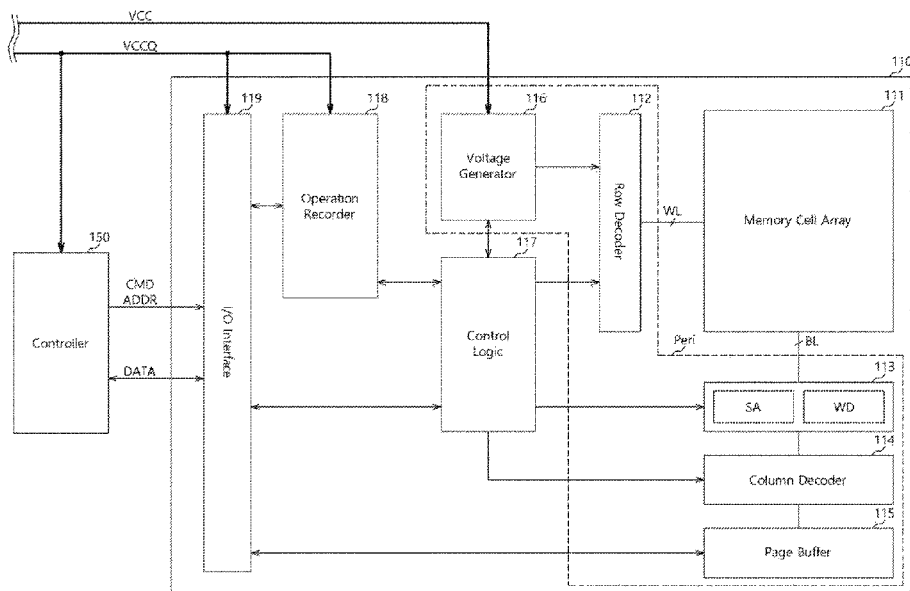 VCC
VCCQ
110
119
118
116
112
111
Voltage
Generator
Operation
Recorder
Row Decoder
WL
Memory Cell Array
150
117
CMD
ADDR
Controller
I/O Interface
Control
Logic
Peri
BL
DATA
113
SA
WD
114
Column Decoder
115
Page Buffer